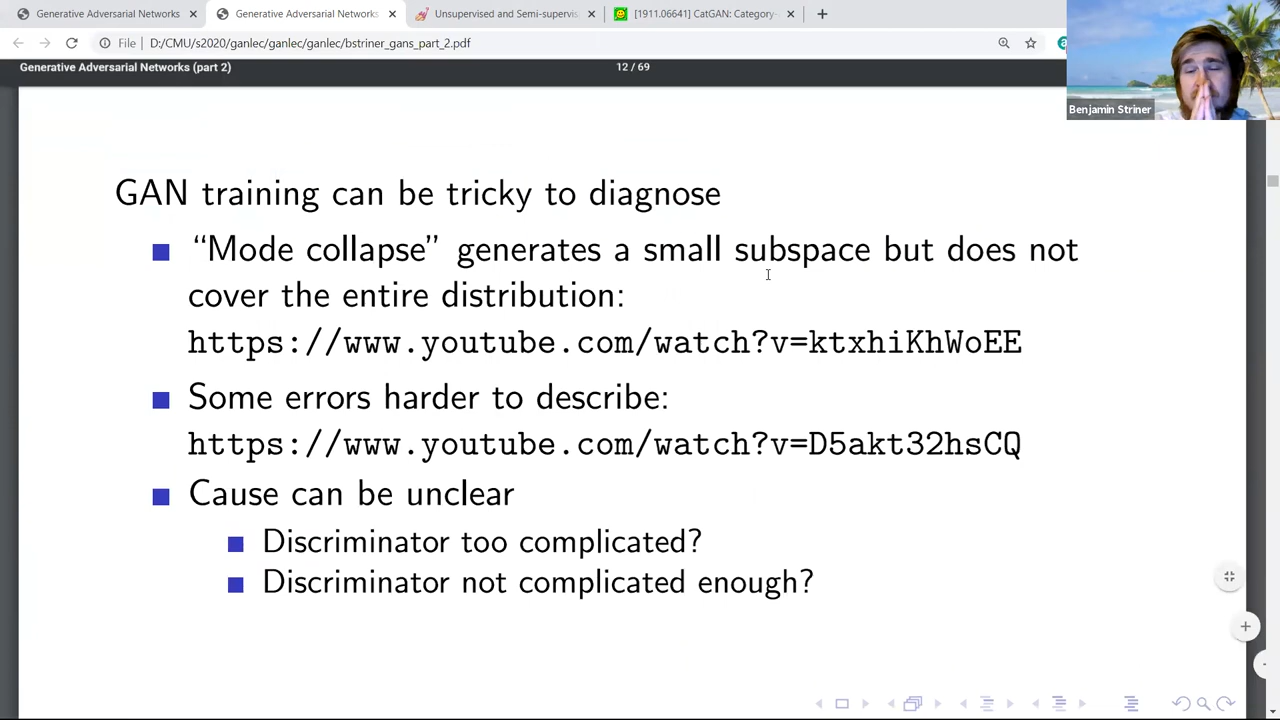 Generative Adversarial Networks
Generative Adversarial Networks
Unsupervised and Semi-supervis
[1911.06641] CatGAN: Category-
File
D:/CMU/s2020/ganlec/ganlec/ganlec/bstriner_gans_part_2.pdf
Generative Adversarial Networks (part 2)
12 / 69
Benjamin Striner
GAN training can be tricky to diagnose
“Mode collapse” generates a small subspace but does not
cover the entire distribution:
https://www.youtube.com/watch?v=ktxhiKhWoEE
Some errors harder to describe:
https://www.youtube.com/watch?v=D5akt32hsCQ
Cause can be unclear
Discriminator too complicated?
Discriminator not complicated enough?